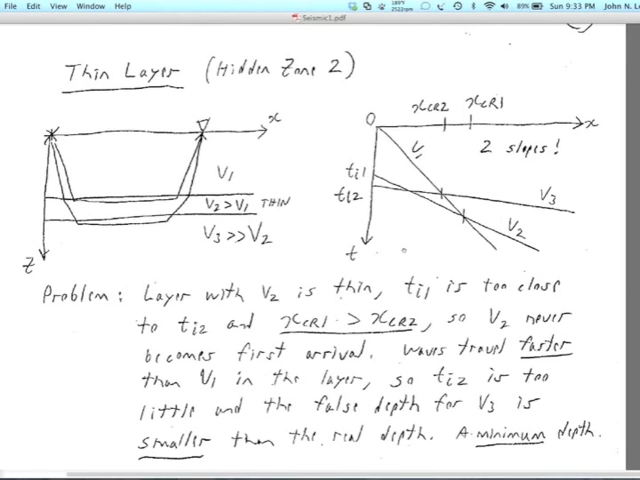 File Edit View Window Help
89% Sun 9:33 PM John N. Le
Seismic1.pdf
Thin Layer (Hidden Zone 2)
x
V1
V2>V1 THIN
V3>>V2
z
O xCR2 xCR1 x
V1 2 slopes!
ti1
ti2
V3
V2
t
Problem: Layer with V2 is thin, ti1 is too close
to ti2 and xCR1 > xCR2, so V2 never
becomes first arrival. Waves travel faster
than V1 in the layer, so ti2 is too
little and the false depth for V3 is
smaller than the real depth. A minimum depth.